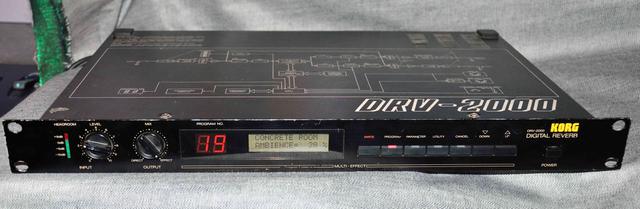 DRV-2000
HEADROOM
LEVEL
MIX
PROGRAM NO.
19
CONCRETE ROOM
AMBIENCE= 28 %
WRITE
PROGRAM
PARAMETER
UTILITY
CANCEL
DOWN
UP
DRV-2000
KORG
DIGITAL REVERB
DIRECT
EFFECT
INPUT
OUTPUT
MULTI-EFFECT
POWER